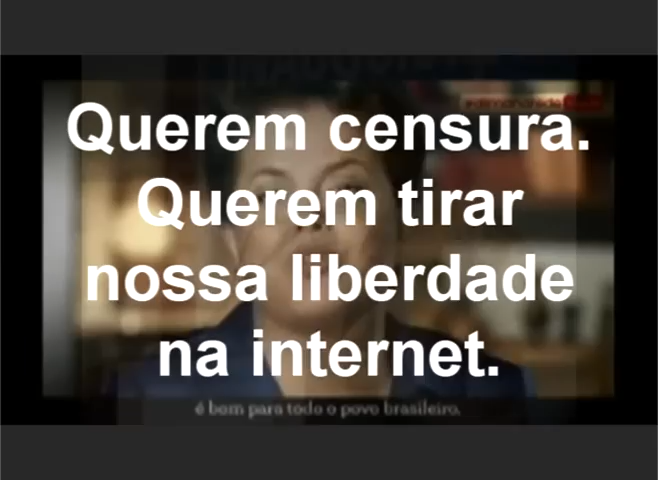 Querem censura.
Querem tirar
nossa liberdade
na internet.
é bom para todo o povo brasileiro.